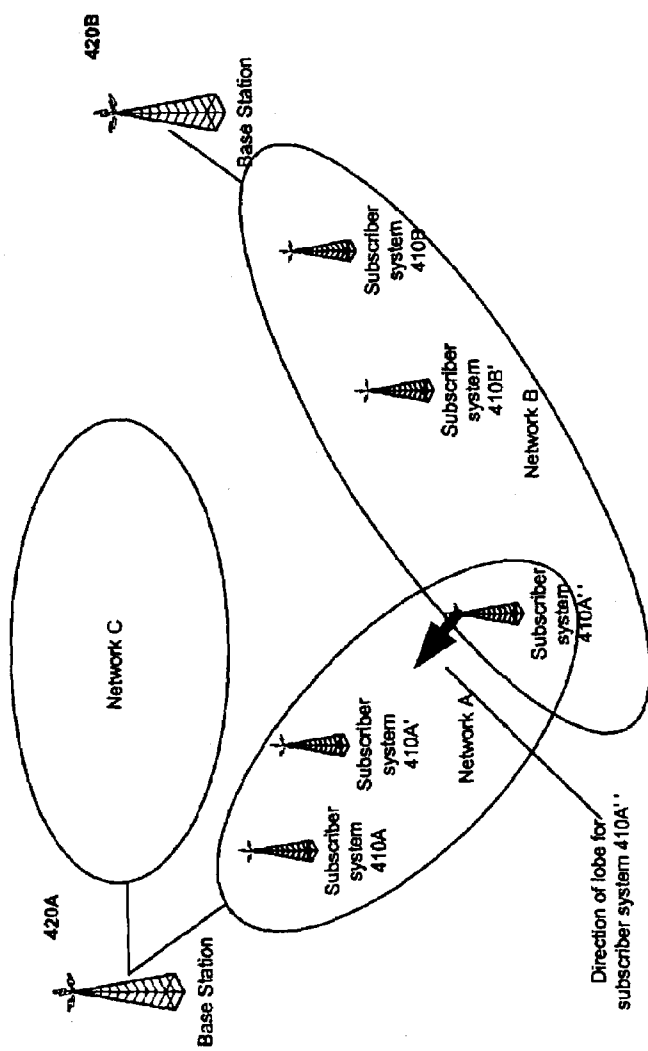 420A
Base Station
Network C
Subscriber
system
410A
Subscriber
system
410A'
Network A
Direction of lobe for
subscriber system 410A''
Subscriber
system
410A''
Network B
Subscriber
system
410B'
Subscriber
system
410B
Base Station
420B